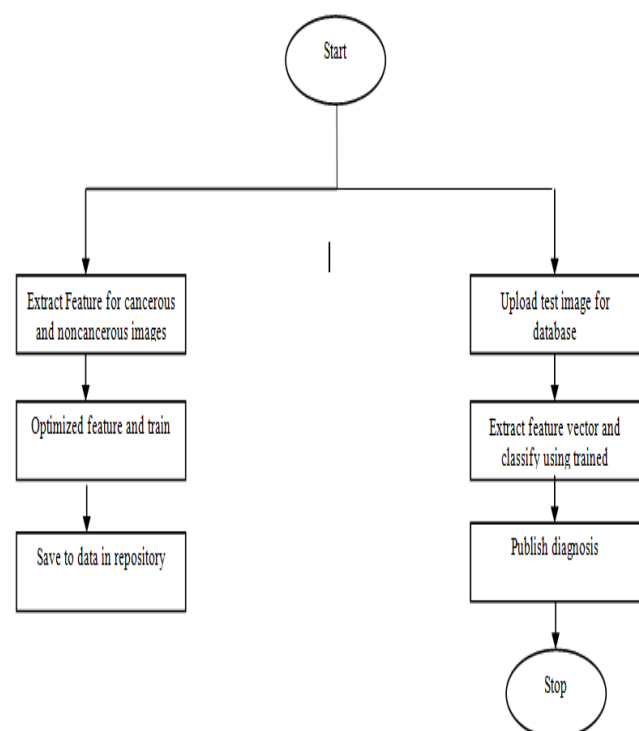 Start
Extract Feature for cancerous
and noncancerous images
Upload test image for
database
Optimized feature and train
Extract feature vector and
classify using trained
Save to data in repository
Publish diagnosis
Stop